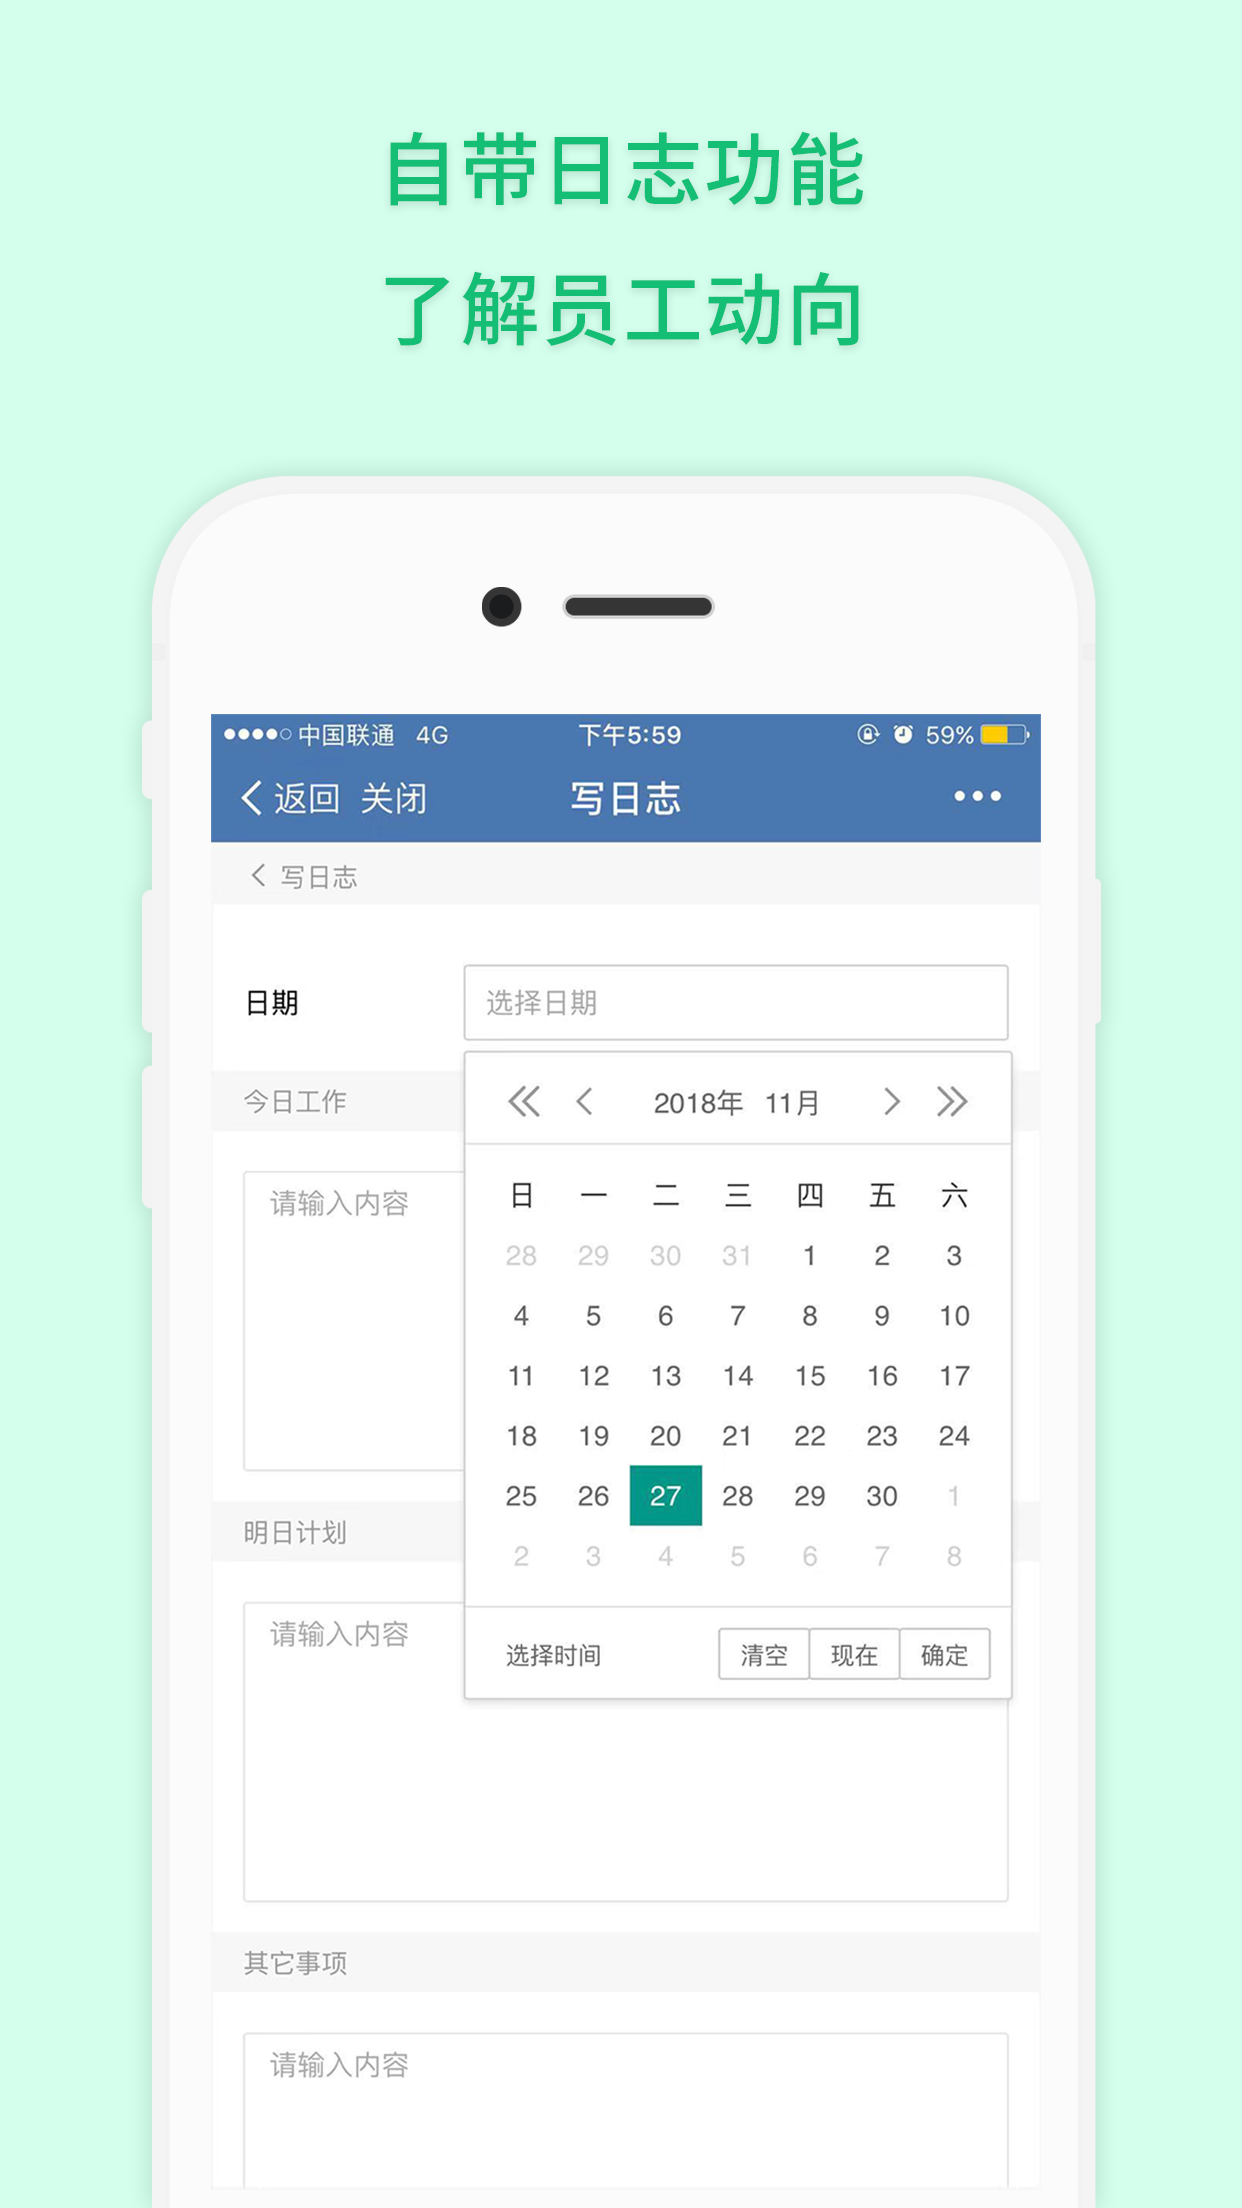 自带日志功能
了解员工动向
中国联通 4G 下午5:59 59%
返回 关闭 写日志
写日志
日期 选择日期
2018年 11月
今日工作
请输入内容
日 一 二 三 四 五 六
28 29 30 31 1 2 3
4 5 6 7 8 9 10
11 12 13 14 15 16 17
18 19 20 21 22 23 24
25 26 27 28 29 30 1
2 3 4 5 6 7 8
选择时间 清空 现在 确定
明日计划
请输入内容
其它事项
请输入内容